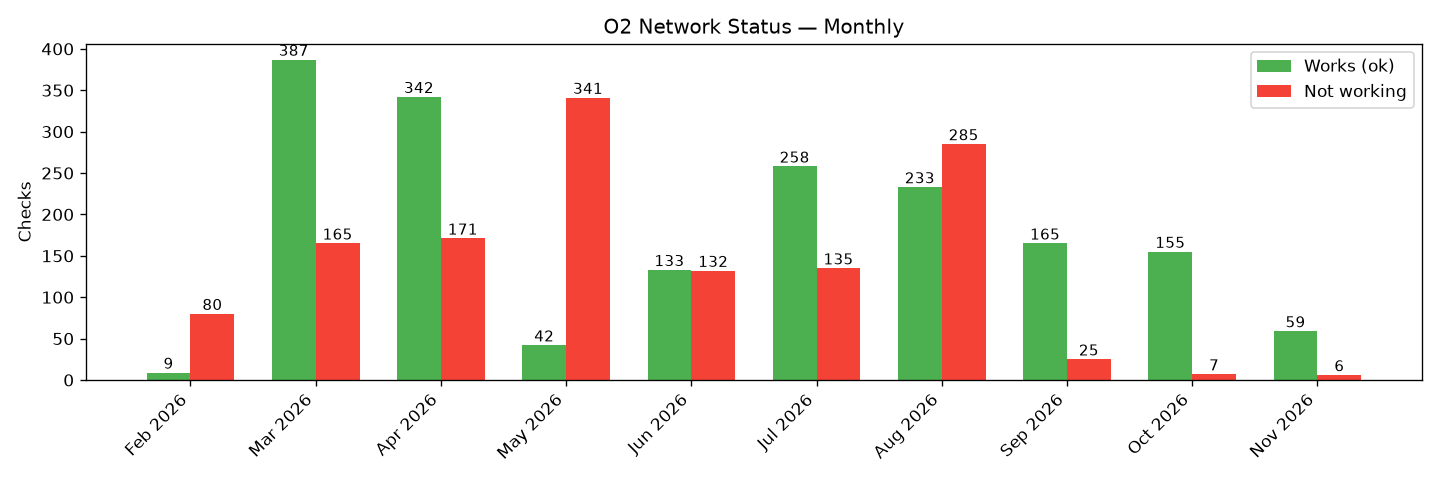 O2 Network Status — Monthly
Checks
400
350
300
250
200
150
100
50
0
Works (ok)
Not working
9
80
387
165
342
171
42
341
133
132
258
135
233
285
165
25
155
7
59
6
Feb 2026
Mar 2026
Apr 2026
May 2026
Jun 2026
Jul 2026
Aug 2026
Sep 2026
Oct 2026
Nov 2026